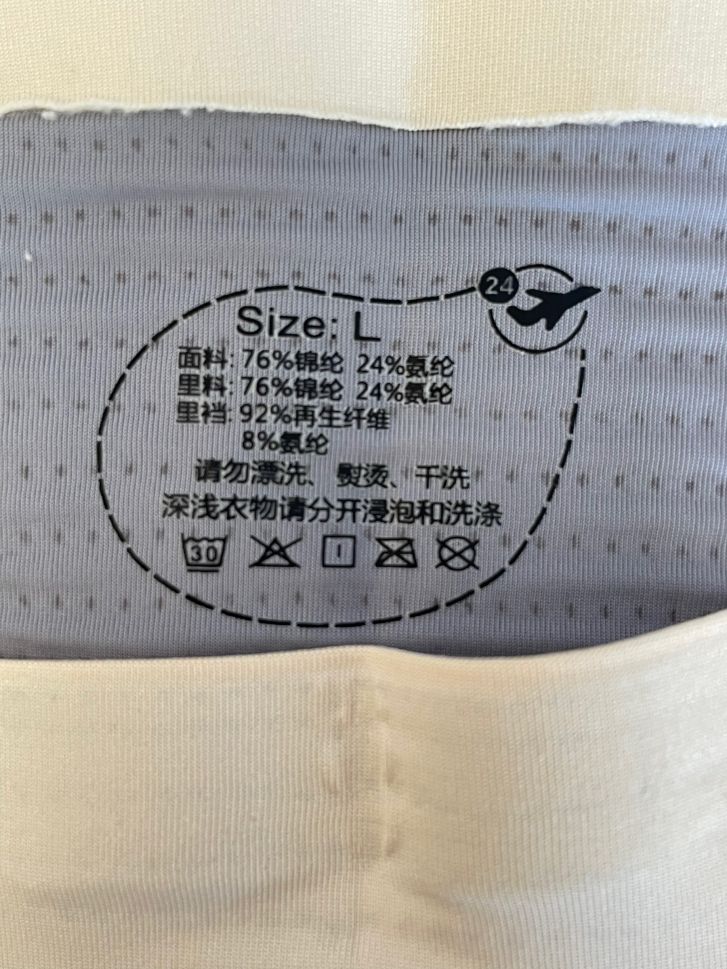 24
Size: L
面料: 76%锦纶 24%氨纶
里料: 76%锦纶 24%氨纶
里裆: 92%再生纤维
8%氨纶
请勿漂洗、熨烫、干洗
深浅衣物请分开浸泡和洗涤
30